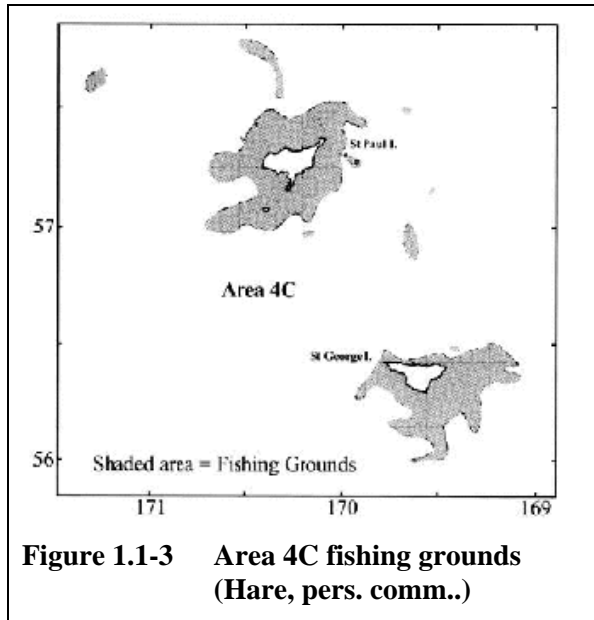 St Paul I.
57
Area 4C
St George I.
56
Shaded area = Fishing Grounds
171 170 169
Figure 1.1-3 Area 4C fishing grounds
(Hare, pers. comm..)